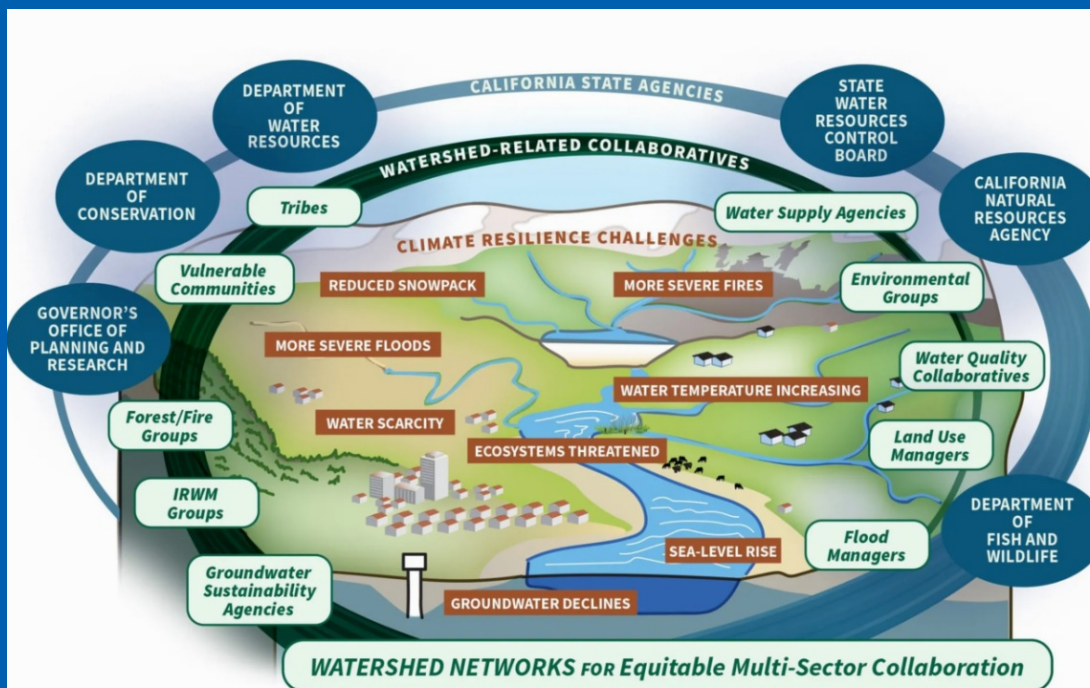 CALIFORNIA STATE AGENCIES
DEPARTMENT
OF
WATER
RESOURCES
STATE
WATER
RESOURCES
CONTROL
BOARD
DEPARTMENT
OF
CONSERVATION
CALIFORNIA
NATURAL
RESOURCES
AGENCY
GOVERNOR'S
OFFICE OF
PLANNING AND
RESEARCH
DEPARTMENT
OF
FISH AND
WILDLIFE
WATERSHED-RELATED COLLABORATIVES
Tribes
Water Supply Agencies
Vulnerable
Communities
Environmental
Groups
Water Quality
Collaboratives
Forest/Fire
Groups
Land Use
Managers
IRWM
Groups
Flood
Managers
Groundwater
Sustainability
Agencies
CLIMATE RESILIENCE CHALLENGES
REDUCED SNOWPACK
MORE SEVERE FIRES
MORE SEVERE FLOODS
WATER TEMPERATURE INCREASING
WATER SCARCITY
ECOSYSTEMS THREATENED
SEA-LEVEL RISE
GROUNDWATER DECLINES
WATERSHED NETWORKS FOR Equitable Multi-Sector Collaboration